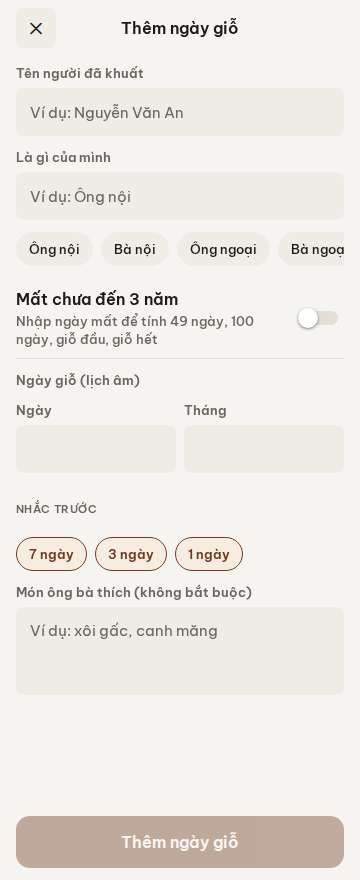 Thêm ngày giỗ
Tên người đã khuất
Ví dụ: Nguyễn Văn An
Là gì của mình
Ví dụ: Ông nội
Ông nội
Bà nội
Ông ngoại
Bà ngoạ
Mất chưa đến 3 năm
Nhập ngày mất để tính 49 ngày, 100
ngày, giỗ đầu, giỗ hết
Ngày giỗ (lịch âm)
Ngày
Tháng
NHẮC TRƯỚC
7 ngày
3 ngày
1 ngày
Món ông bà thích (không bắt buộc)
Ví dụ: xôi gấc, canh măng
Thêm ngày giỗ